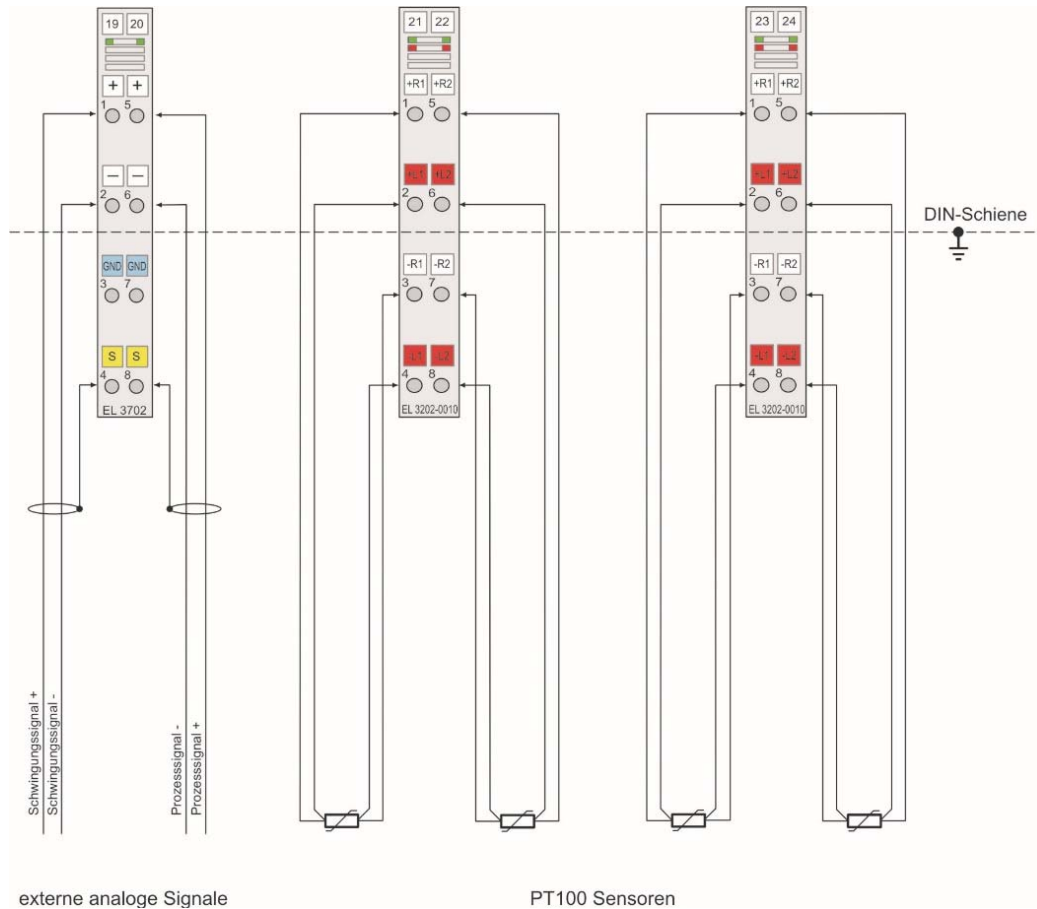 19 20
+ +
1 5
— —
2 6
GND GND
3 7
S S
4 8
EL 3702
21 22
+R1 +R2
1 5
+L1 +L2
2 6
-R1 -R2
3 7
-L1 -L2
4 8
EL 3202-0010
23 24
+R1 +R2
1 5
+L1 +L2
2 6
-R1 -R2
3 7
-L1 -L2
4 8
EL 3202-0010
DIN-Schiene
Schwingungssignal +
Schwingungssignal -
Prozesssignal -
Prozesssignal +
externe analoge Signale
PT100 Sensoren